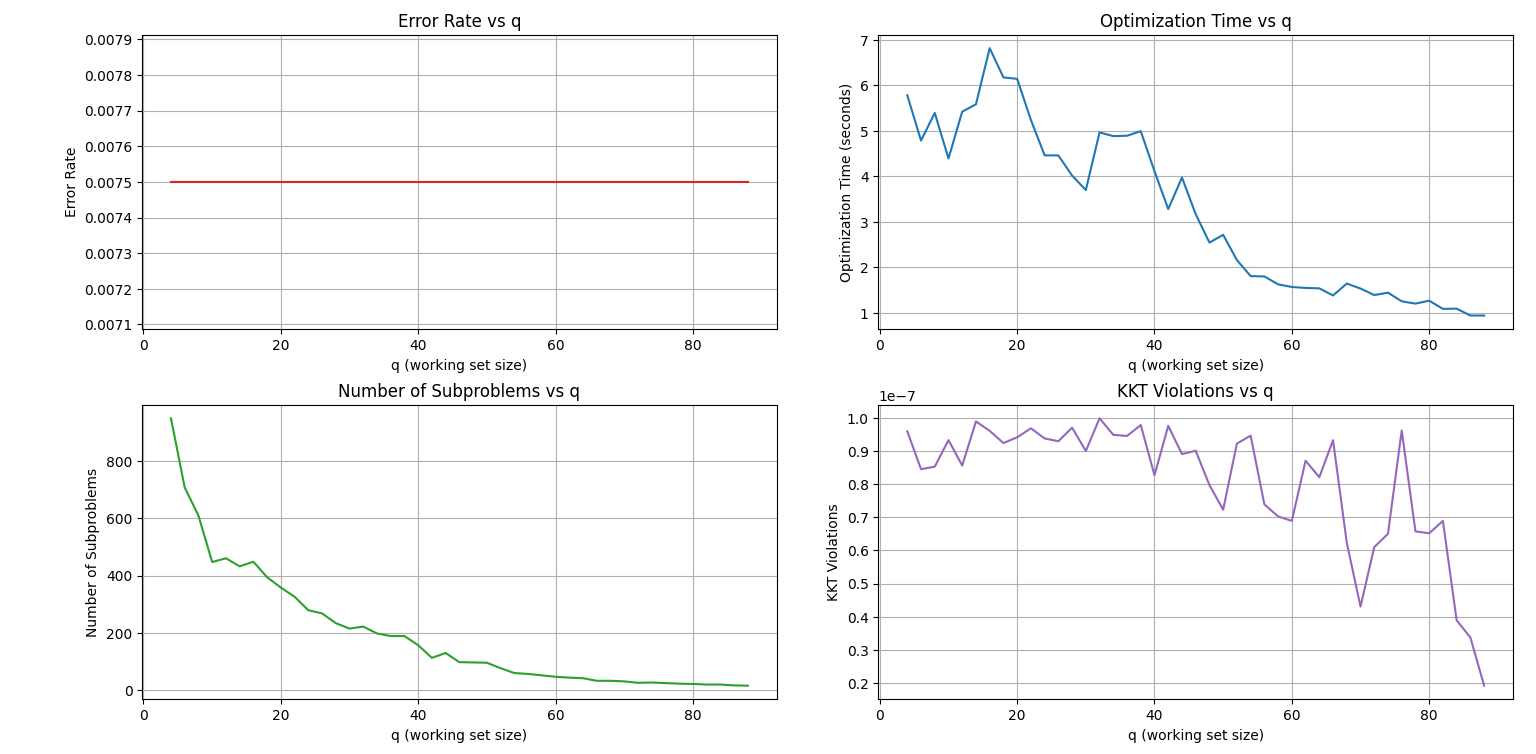 Error Rate vs q
0.0079
0.0078
0.0077
0.0076
0.0075
0.0074
0.0073
0.0072
0.0071
Error Rate
0 20 40 60 80
q (working set size)
Optimization Time vs q
7
6
5
4
3
2
1
Optimization Time (seconds)
0 20 40 60 80
q (working set size)
Number of Subproblems vs q
800
600
400
200
0
Number of Subproblems
0 20 40 60 80
q (working set size)
KKT Violations vs q
1e−7
1.0
0.9
0.8
0.7
0.6
0.5
0.4
0.3
0.2
KKT Violations
0 20 40 60 80
q (working set size)